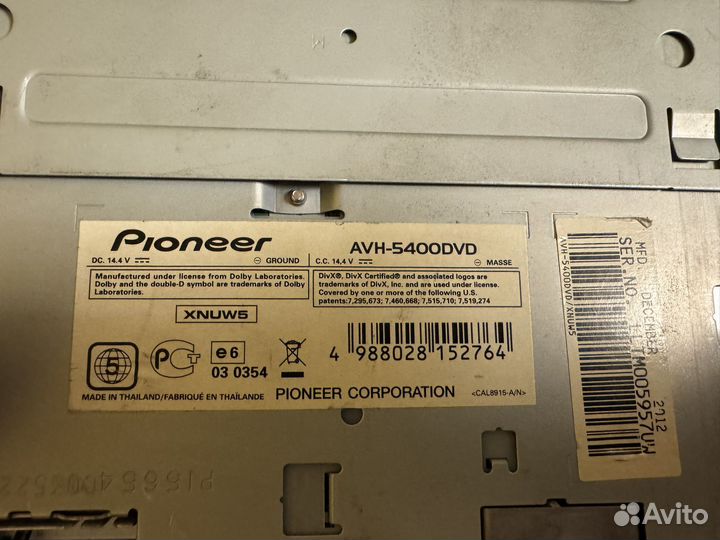 M
Pioneer AVH-5400DVD
DC. 14.4 V ⊖ GROUND C.C. 14,4 V ⊖ MASSE
Manufactured under license from Dolby Laboratories.
Dolby and the double-D symbol are trademarks of Dolby
Laboratories.
DivX®, DivX Certified® and associated logos are
trademarks of DivX, Inc. and are used under license.
Covered by one or more of the following U.S.
patents:7,295,673; 7,460,668; 7,515,710; 7,519,274
XNUW5
5
e6
03 0354
4 988028 152764
MADE IN THAILAND/FABRIQUÉ EN THAÏLANDE
PIONEER CORPORATION
<CAL8915-A/N>
MFD. DECEMBER 2012
SER.NO.
AVH-5400DVD/XNUW5
Avito